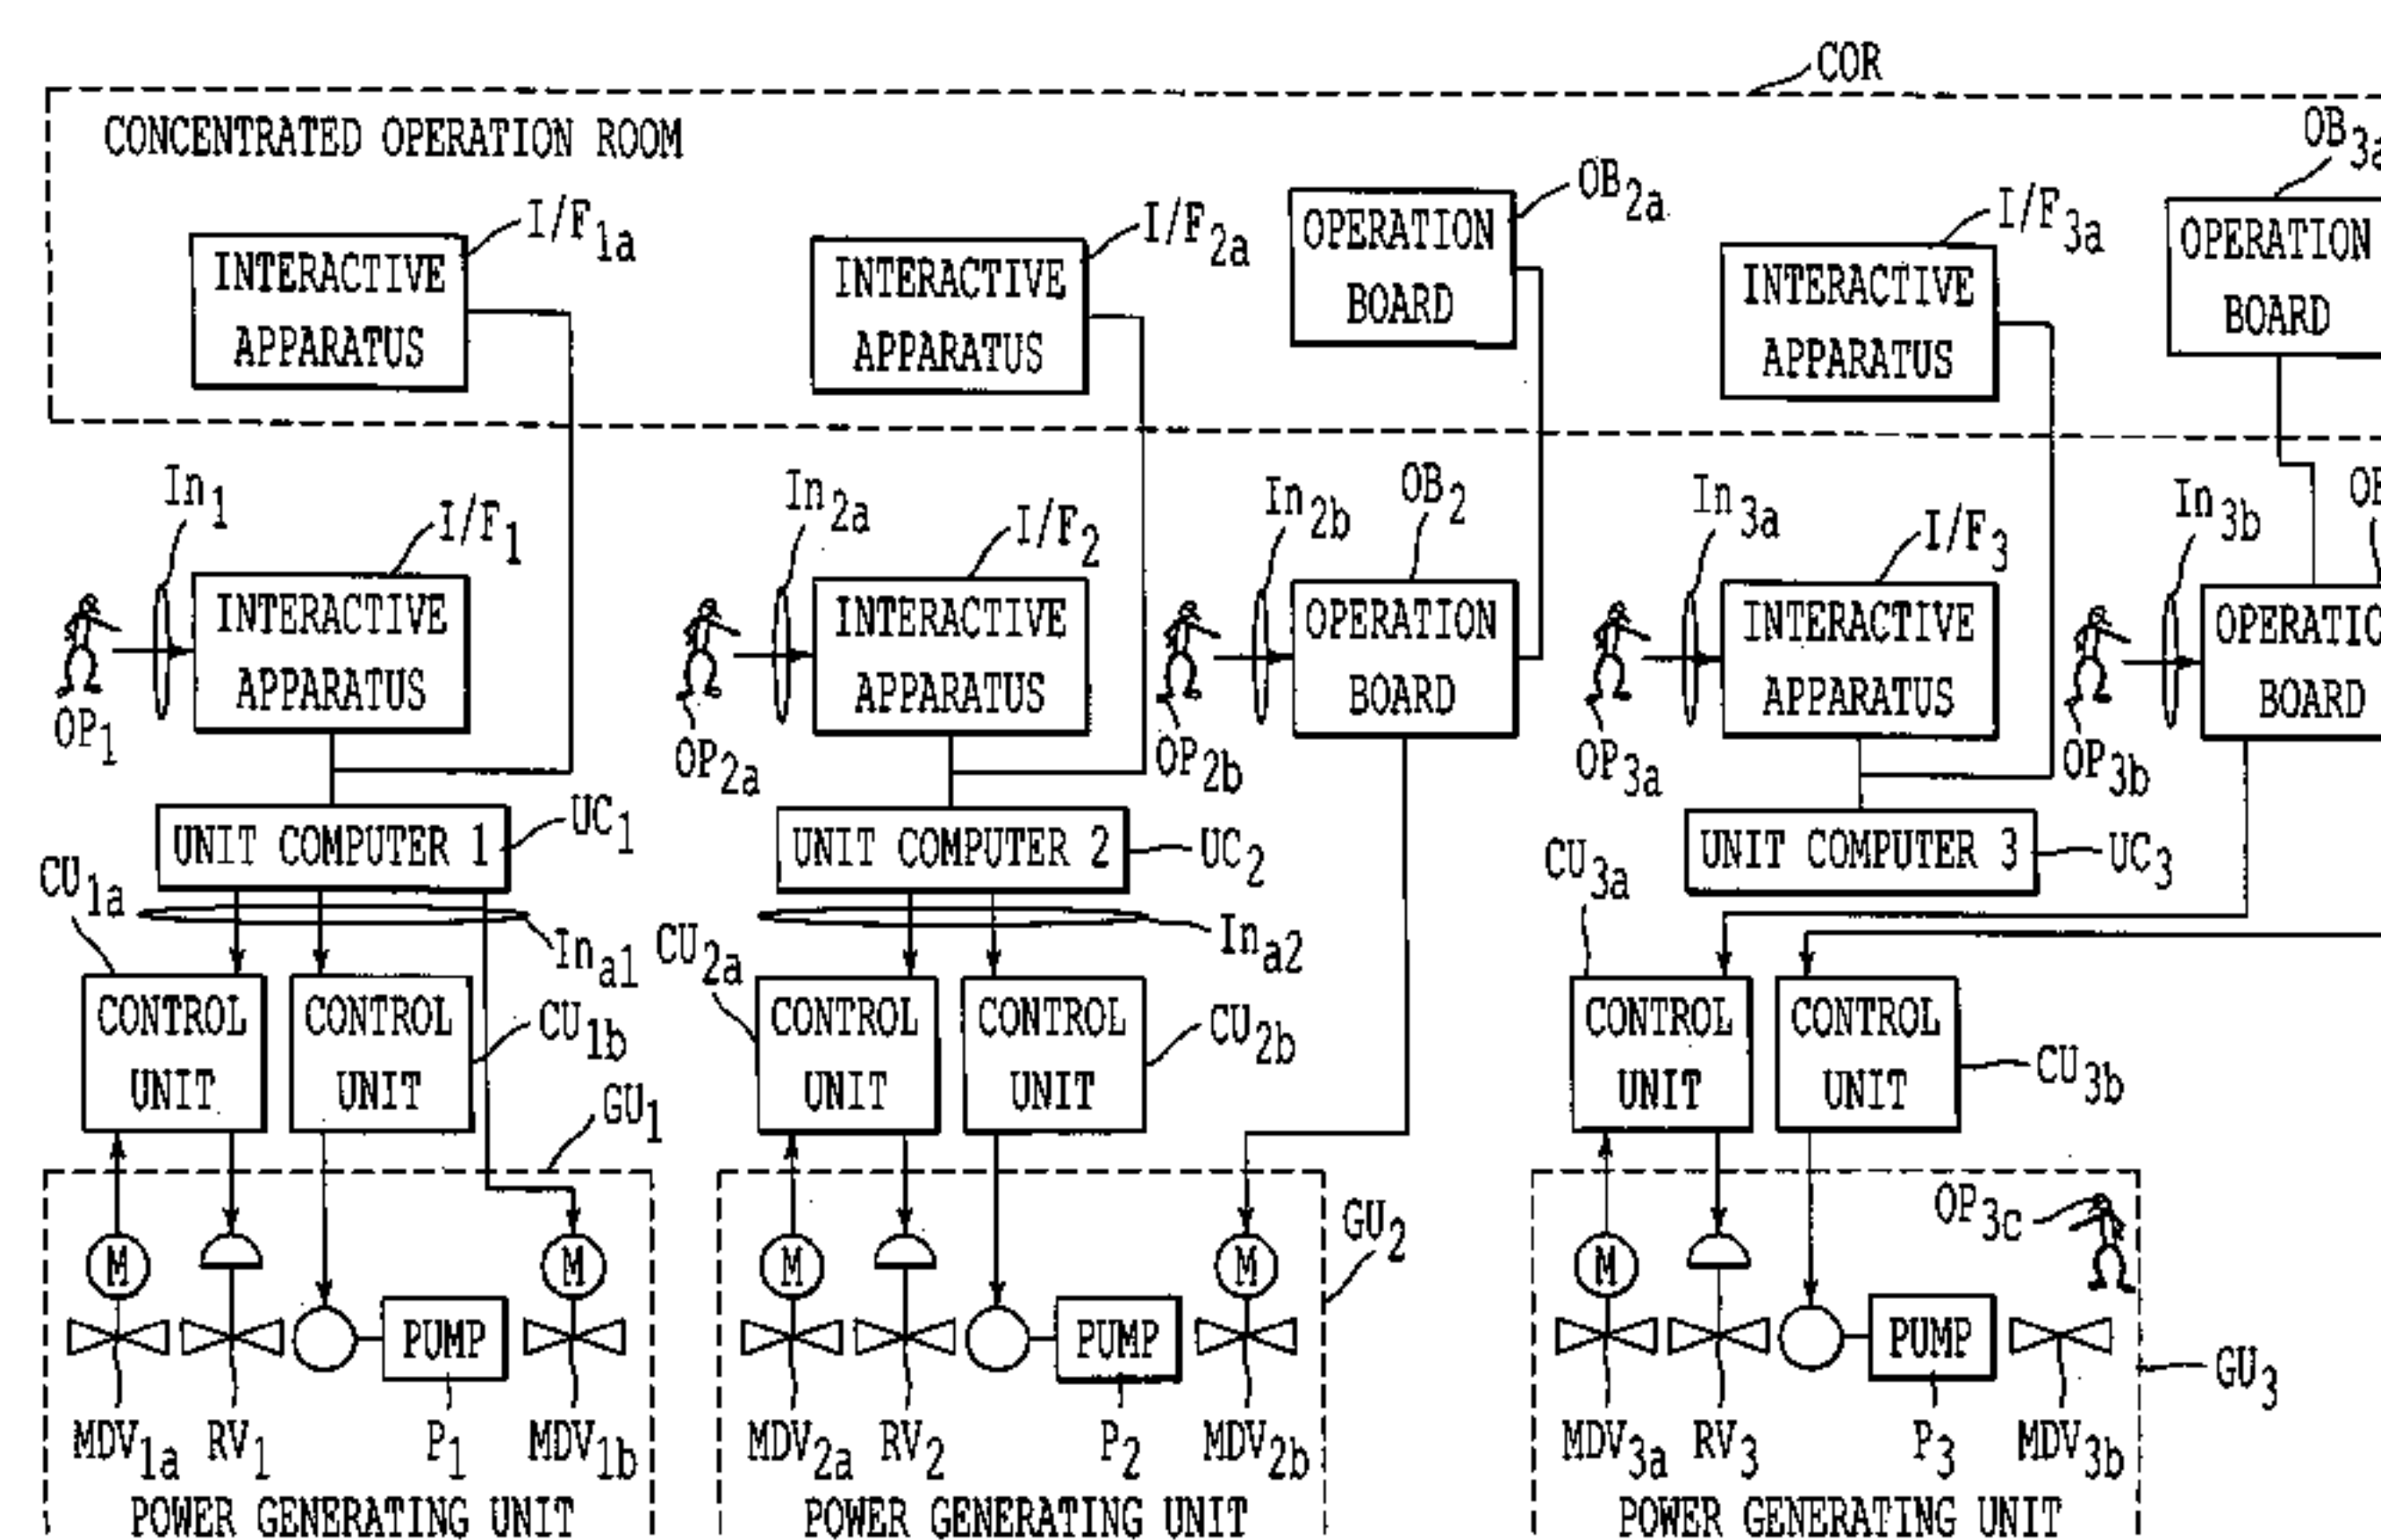 COR
CONCENTRATED OPERATION ROOM
OB3a
I/F1a
I/F2a
OB2a
I/F3a
INTERACTIVE
APPARATUS
INTERACTIVE
APPARATUS
OPERATION
BOARD
INTERACTIVE
APPARATUS
OPERATION
BOARD
In1
I/F1
In2a
I/F2
In2b
OB2
In3a
I/F3
In3b
INTERACTIVE
APPARATUS
INTERACTIVE
APPARATUS
OPERATION
BOARD
INTERACTIVE
APPARATUS
OPERATIO
BOARD
OP1
OP2a
OP2b
OP3a
OP3b
UNIT COMPUTER 1
UC1
UNIT COMPUTER 2
UC2
UNIT COMPUTER 3
UC3
CU1a
Ina1
CU2a
Ina2
CU3a
CONTROL
UNIT
CONTROL
UNIT
CU1b
CONTROL
UNIT
CONTROL
UNIT
CU2b
CONTROL
UNIT
CONTROL
UNIT
CU3b
GU1
GU2
OP3c
GU3
M
M
M
M
M
PUMP
PUMP
PUMP
MDV1a
RV1
P1
MDV1b
MDV2a
RV2
P2
MDV2b
MDV3a
RV3
P3
MDV3b
POWER GENERATING UNIT
POWER GENERATING UNIT
POWER GENERATING UNIT